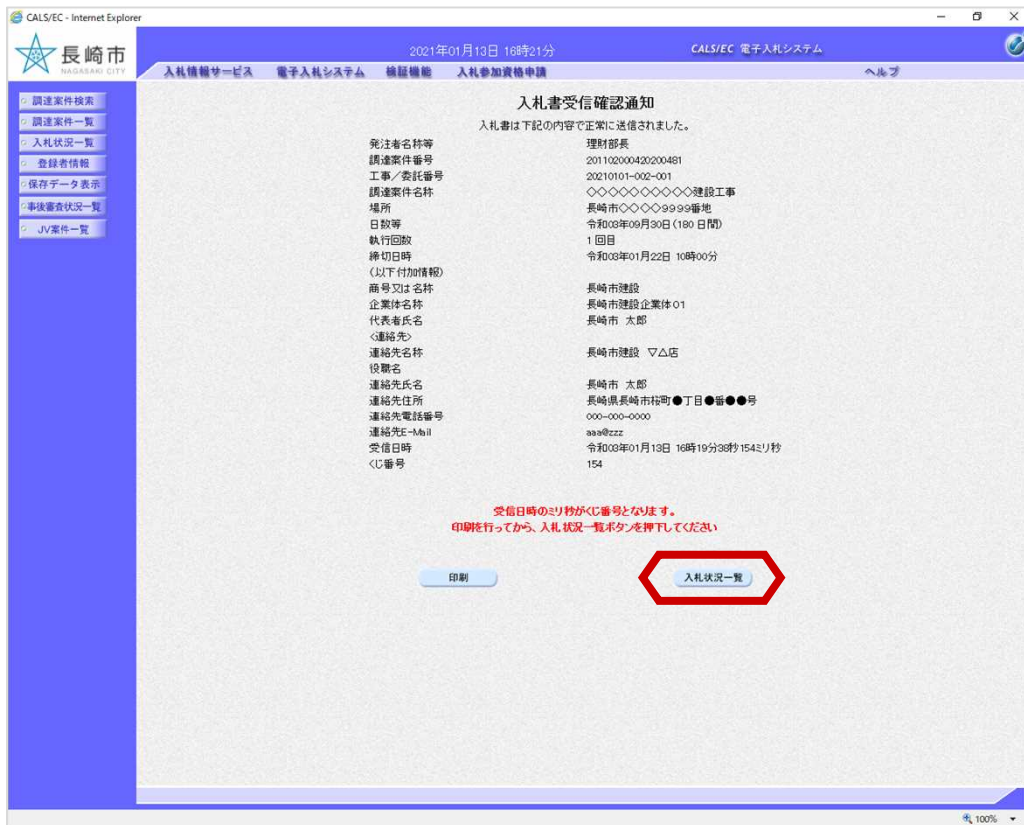 CALS/EC - Internet Explorer
長崎市
NAGASAKI CITY
2021年01月13日 16時21分
CALS/EC 電子入札システム
入札情報サービス 電子入札システム 検証機能 入札参加資格申請 ヘルプ
調達案件検索
調達案件一覧
入札状況一覧
登録者情報
保存データ表示
事後審査状況一覧
JV案件一覧
入札書受信確認通知
入札書は下記の内容で正常に送信されました。
発注者名称等 理財部長
調達案件番号 201102000420200481
工事/委託番号 20210101-002-001
調達案件名称 ◇◇◇◇◇◇◇◇◇◇建設工事
場所 長崎市◇◇◇◇9999番地
日数等 令和03年09月30日(180 日間)
執行回数 1 回目
締切日時 令和03年01月22日 10時00分
(以下付加情報)
商号又は名称 長崎市建設
企業体名称 長崎市建設企業体01
代表者氏名 長崎市 太郎
<連絡先>
連絡先名称 長崎市建設 ▽△店
役職名
連絡先氏名 長崎市 太郎
連絡先住所 長崎県長崎市桜町●丁目●番●●号
連絡先電話番号 000-000-0000
連絡先E-Mail aaa@zzz
受信日時 令和03年01月13日 16時19分38秒154ミリ秒
くじ番号 154
受信日時のミリ秒がくじ番号となります。
印刷を行ってから、入札状況一覧ボタンを押下してください
印刷 入札状況一覧
100%